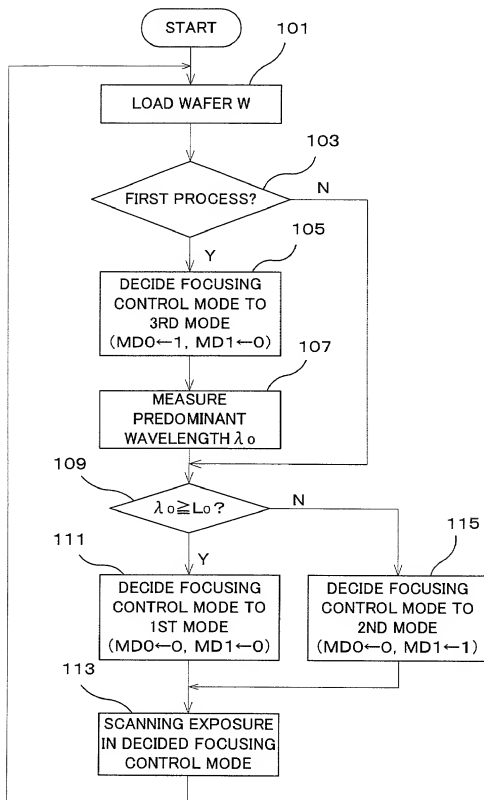 START
101
LOAD WAFER W
103
FIRST PROCESS?
N
Y
105
DECIDE FOCUSING
CONTROL MODE TO
3RD MODE
(MD0←1, MD1←0)
107
MEASURE
PREDOMINANT
WAVELENGTH λ0
109
λ0≧L0?
N
Y
111
DECIDE FOCUSING
CONTROL MODE TO
1ST MODE
(MD0←0, MD1←0)
115
DECIDE FOCUSING
CONTROL MODE TO
2ND MODE
(MD0←0, MD1←1)
113
SCANNING EXPOSURE
IN DECIDED FOCUSING
CONTROL MODE